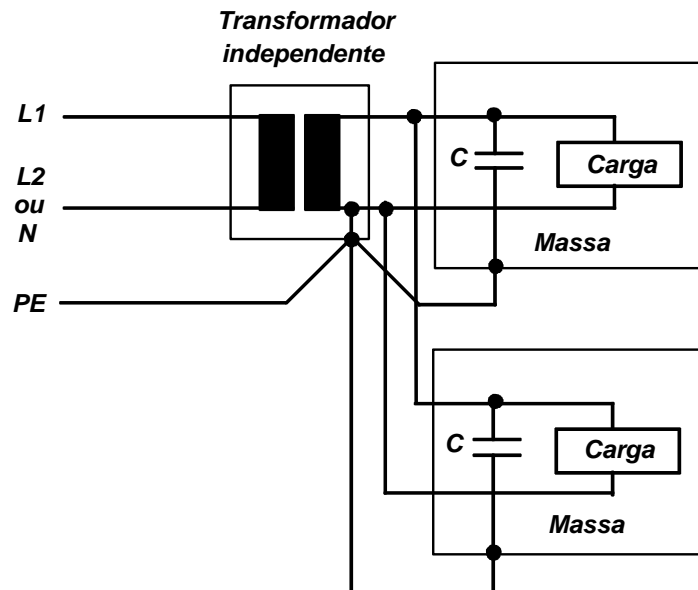 Transformador
independente
L1
L2
ou
N
PE
C
Carga
Massa
C
Carga
Massa